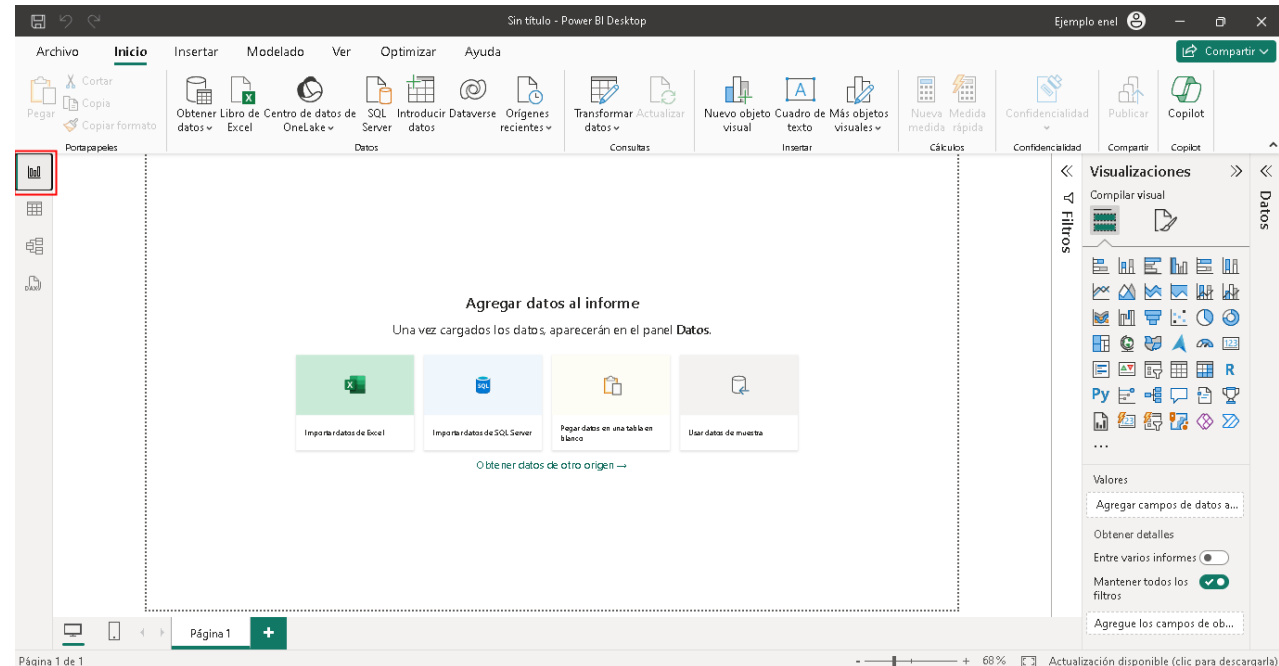 Sin título - Power BI Desktop
Ejemplo enel
Archivo Inicio Insertar Modelado Ver Optimizar Ayuda
Compartir
Pegar
Cortar
Copia
Copiar formato
Portapapeles
Obtener datos
Libro de Excel
Centro de datos de OneLake
SQL Server
Introducir datos
Dataverse
Orígenes recientes
Datos
Transformar datos
Actualizar
Consultas
Nuevo objeto visual
Cuadro de texto
Más objetos visuales
Insertar
Nueva medida
Medida rápida
Cálculos
Confidencialidad
Confidencialidad
Publicar
Compartir
Copilot
Copilot
DAX
Agregar datos al informe
Una vez cargados los datos, aparecerán en el panel Datos.
SQL
Importar datos de Excel
Importar datos de SQL Server
Pegar datos en una tabla en
blanco
Usar datos de muestra
Obtener datos de otro origen →
Filtros
Visualizaciones
Compilar visual
123
R
Py
...
Valores
Agregar campos de datos a...
Obtener detalles
Entre varios informes
Mantener todos los
filtros
Agregue los campos de ob...
Datos
Página 1
+
Página 1 de 1
- + 68 %
Actualización disponible (clic para descargarla)